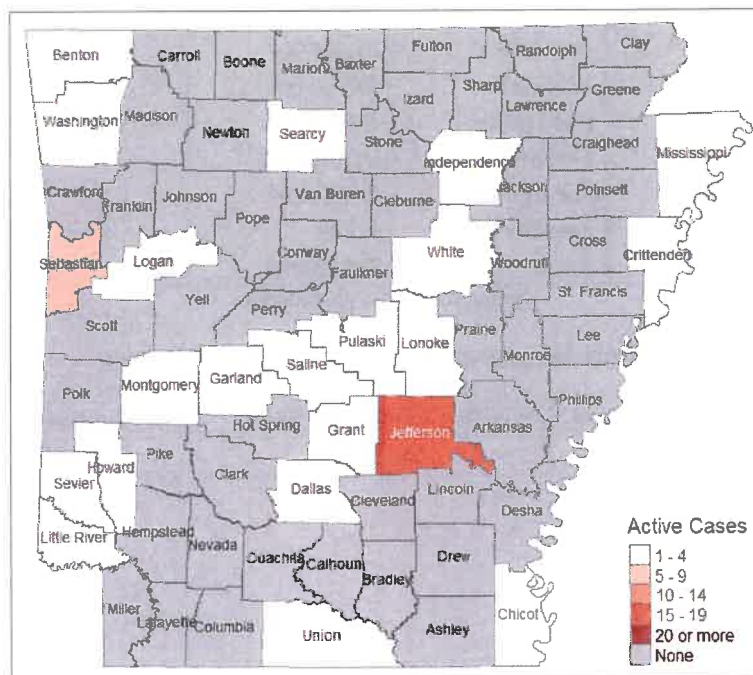 Benton
Carroll
Boone
Marion
Baxter
Fulton
Randolph
Clay
Sharp
Izard
Lawrence
Greene
Washington
Madison
Newton
Searcy
Stone
Independence
Craighead
Mississippi
Crawford
Franklin
Johnson
Pope
Van Buren
Cleburne
Jackson
Poinsett
Sebastian
Logan
Conway
Faulkner
White
Woodruff
Cross
Crittenden
St. Francis
Scott
Yell
Perry
Pulaski
Lonoke
Praine
Monroe
Lee
Polk
Montgomery
Garland
Saline
Phillips
Hot Spring
Grant
Jefferson
Arkansas
Sevier
Howard
Pike
Clark
Dallas
Cleveland
Lincoln
Desha
Little River
Hempstead
Nevada
Ouachita
Calhoun
Bradley
Drew
Miller
Lafayette
Columbia
Union
Ashley
Chicot
Active Cases
1 - 4
5 - 9
10 - 14
15 - 19
20 or more
None